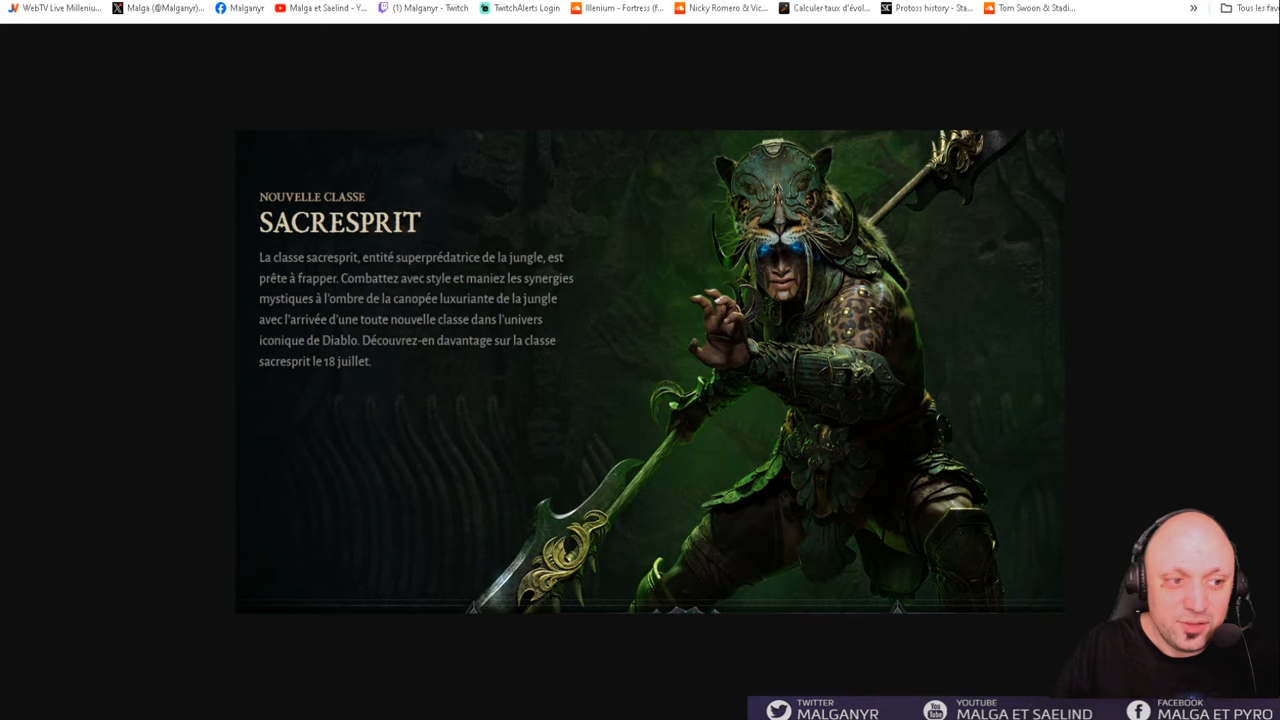 WebTV Live Milleniu...
Malga (@Malganyr)...
Malganyr
Malga et Saelind - Y...
(1) Malganyr - Twitch
TwitchAlerts Login
Illenium - Fortress (f...
Nicky Romero & Vic...
Calculer taux d'évol...
Protoss history - Sta...
Tom Swoon & Stadi...
»
Tous les fav
NOUVELLE CLASSE
SACRESPRIT
La classe sacresprit, entité superprédatrice de la jungle, est
prête à frapper. Combattez avec style et maniez les synergies
mystiques à l'ombre de la canopée luxuriante de la jungle
avec l'arrivée d'une toute nouvelle classe dans l'univers
iconique de Diablo. Découvrez-en davantage sur la classe
sacresprit le 18 juillet.
TWITTER
MALGANYR
You
Tube
YOUTUBE
MALGA ET SAELIND
FACEBOOK
MALGA ET PYRO